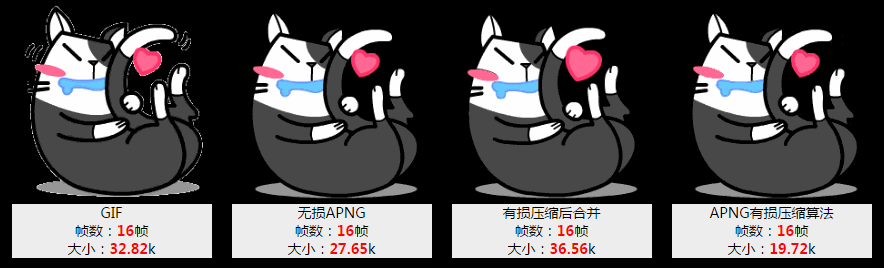 GIF
帧数：16帧
大小：32.82k
无损APNG
帧数：16帧
大小：27.65k
有损压缩后合并
帧数：16帧
大小：36.56k
APNG有损压缩算法
帧数：16帧
大小：19.72k